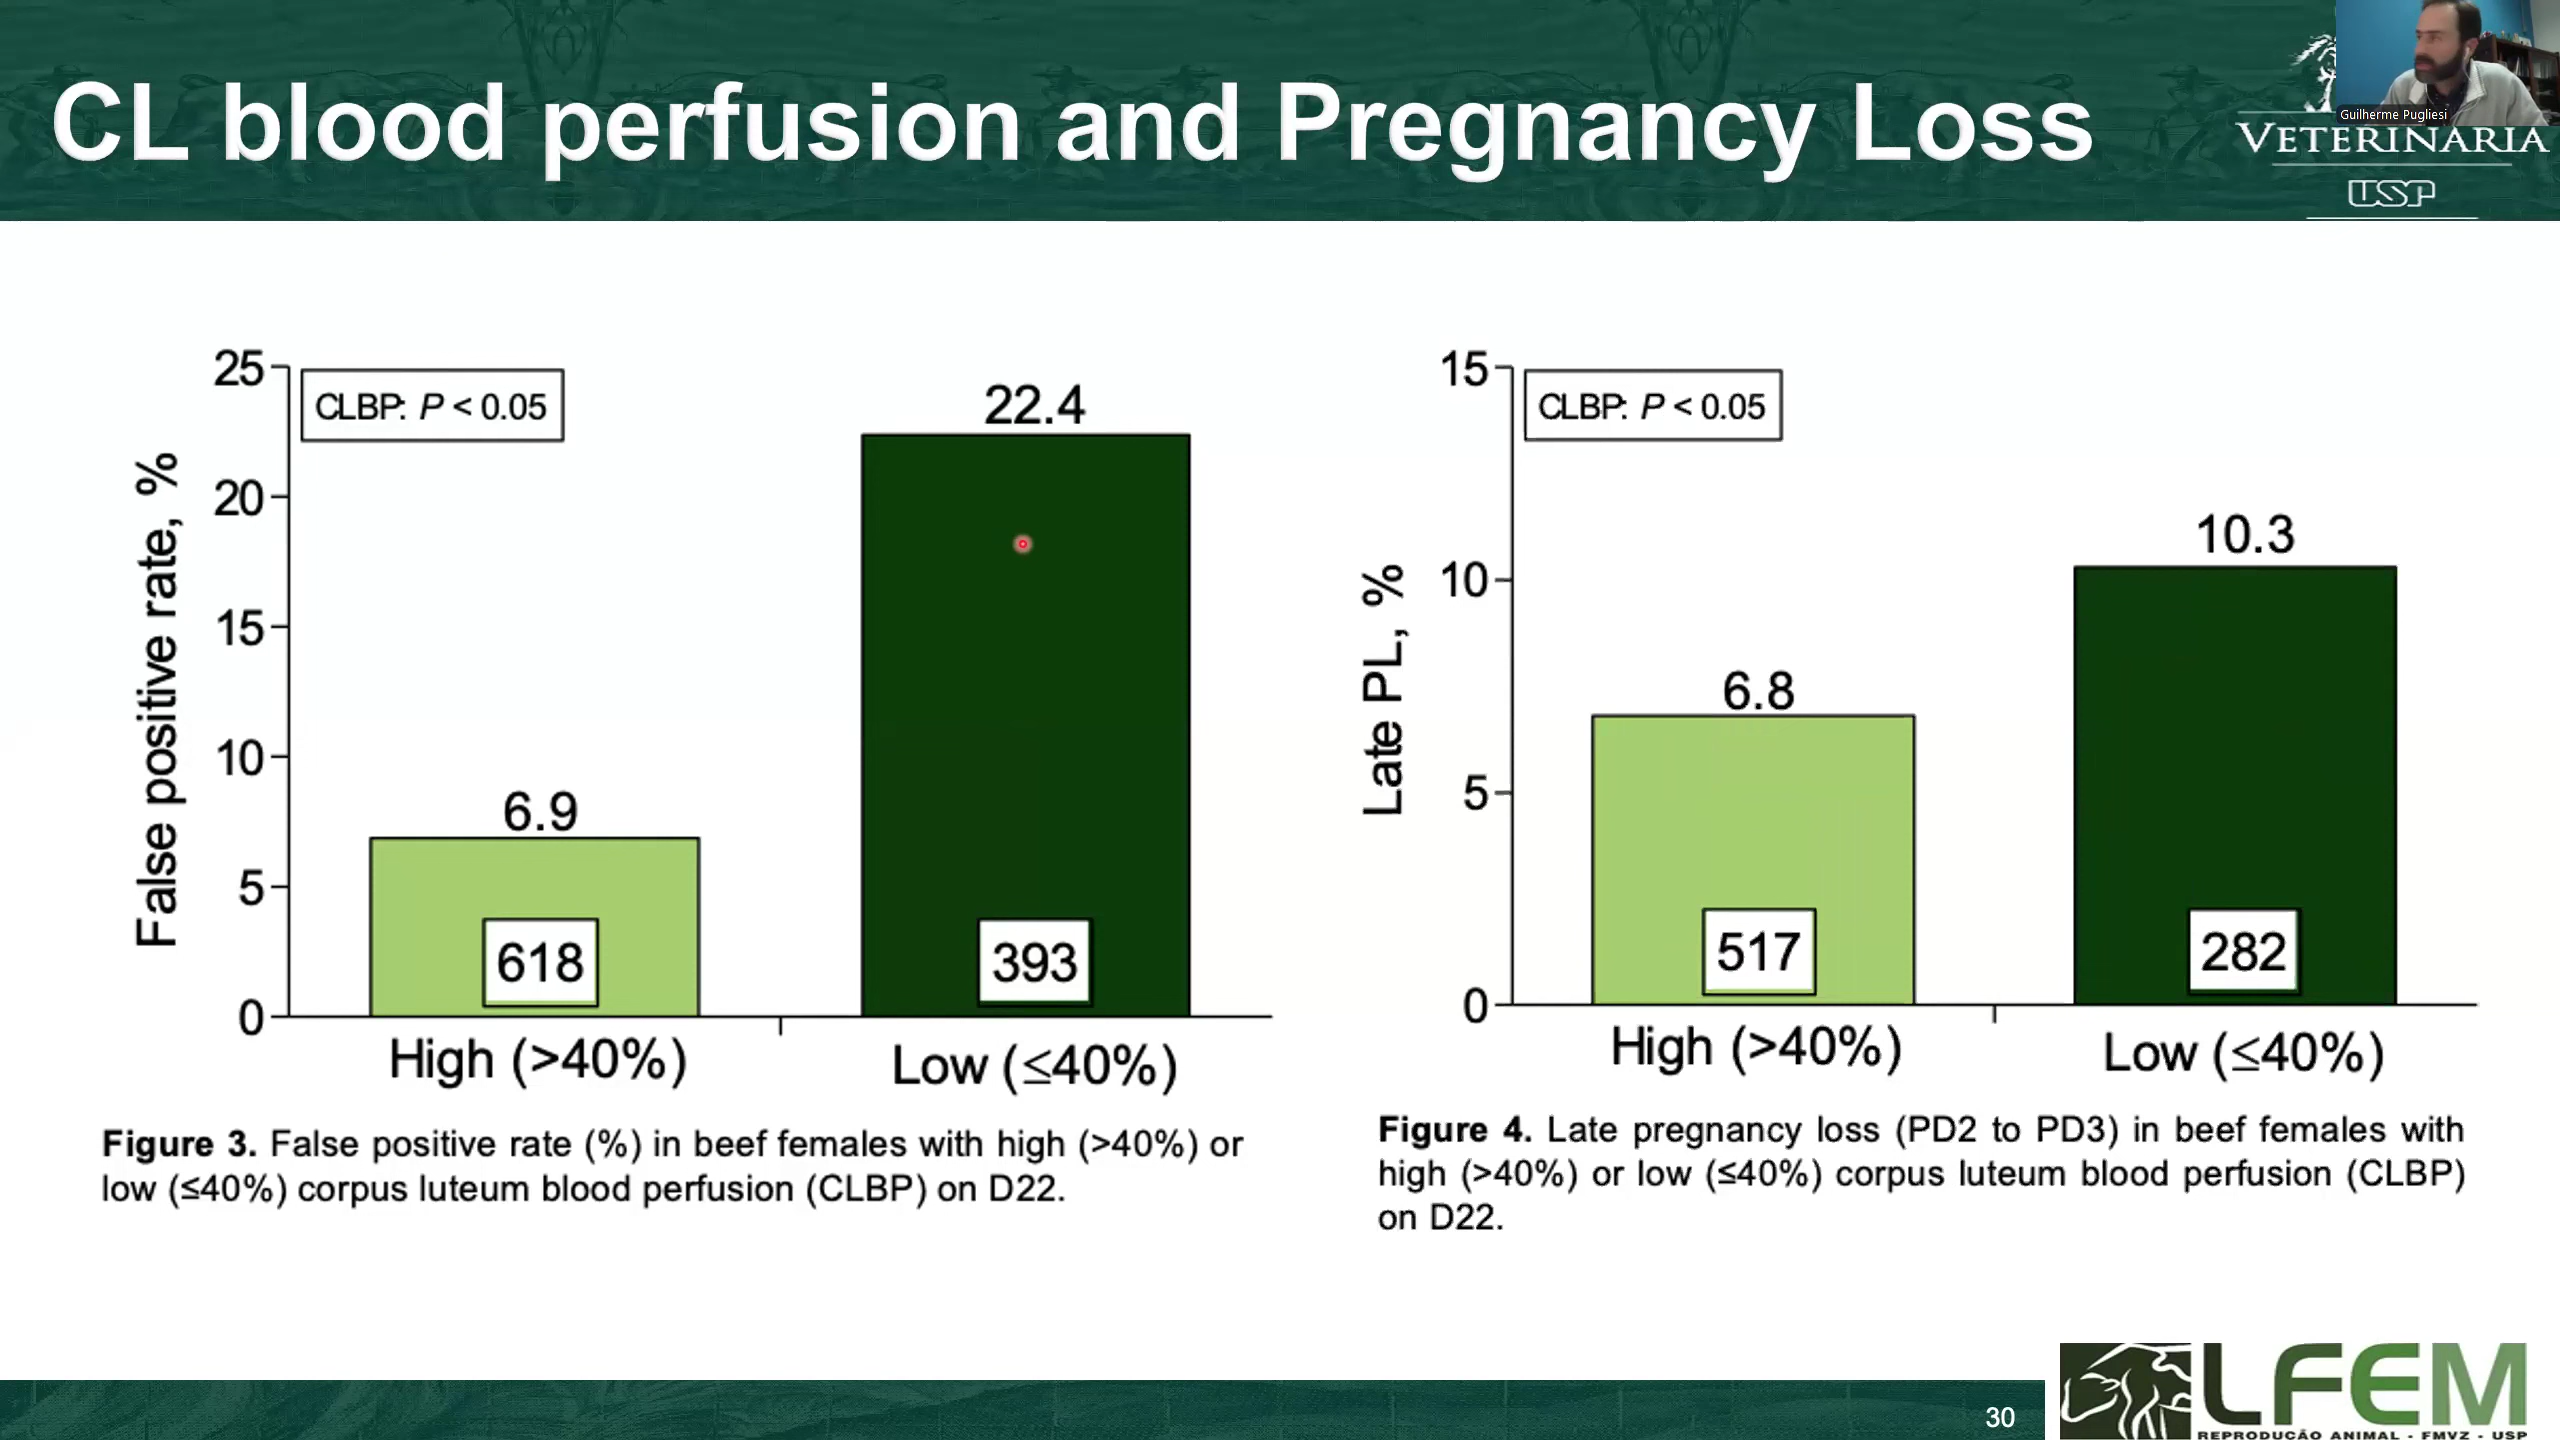 CL blood perfusion and Pregnancy Loss
Guilherme Pugliesi
VETERINARIA
USP
25
20
15
10
5
0
False positive rate, %
CLBP: P < 0.05
6.9
22.4
618
393
High (>40%)
Low (≤40%)
Figure 3. False positive rate (%) in beef females with high (>40%) or
low (≤40%) corpus luteum blood perfusion (CLBP) on D22.
15
10
5
0
Late PL, %
CLBP: P < 0.05
6.8
10.3
517
282
High (>40%)
Low (≤40%)
Figure 4. Late pregnancy loss (PD2 to PD3) in beef females with
high (>40%) or low (≤40%) corpus luteum blood perfusion (CLBP)
on D22.
30
LFEM
REPRODUÇÃO ANIMAL - FMVZ - USP